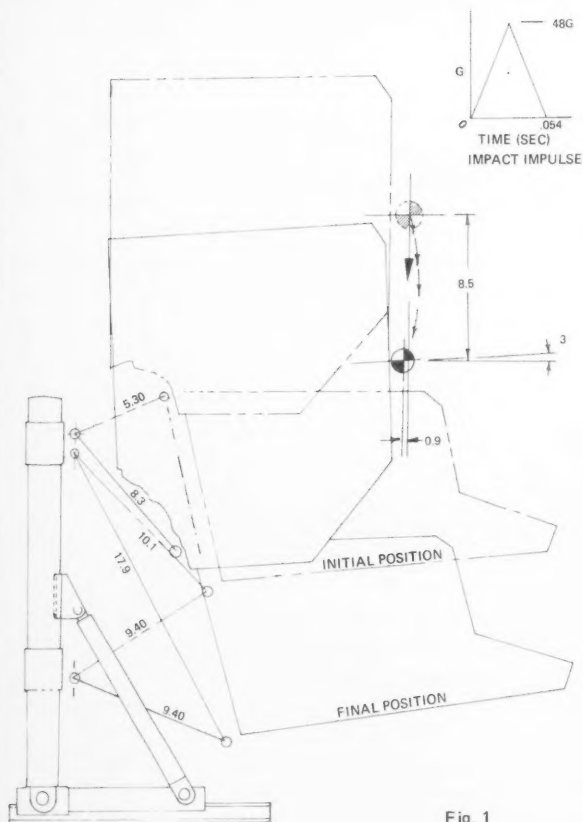 48G
G
O
.054
TIME (SEC)
IMPACT IMPULSE
8.5
3
0.9
5.30
8.3
10.1
17.9
9.40
9.40
INITIAL POSITION
FINAL POSITION
Fig. 1